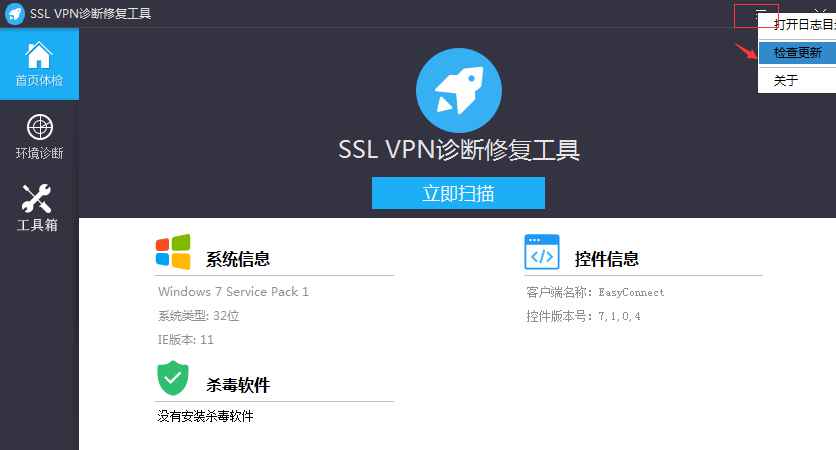 SSL VPN诊断修复工具
打开日志目
检查更新
关于
首页体检
环境诊断
工具箱
SSL VPN诊断修复工具
立即扫描
系统信息
Windows 7 Service Pack 1
系统类型: 32位
IE版本: 11
杀毒软件
没有安装杀毒软件
控件信息
客户端名称: EasyConnect
控件版本号: 7,1,0,4